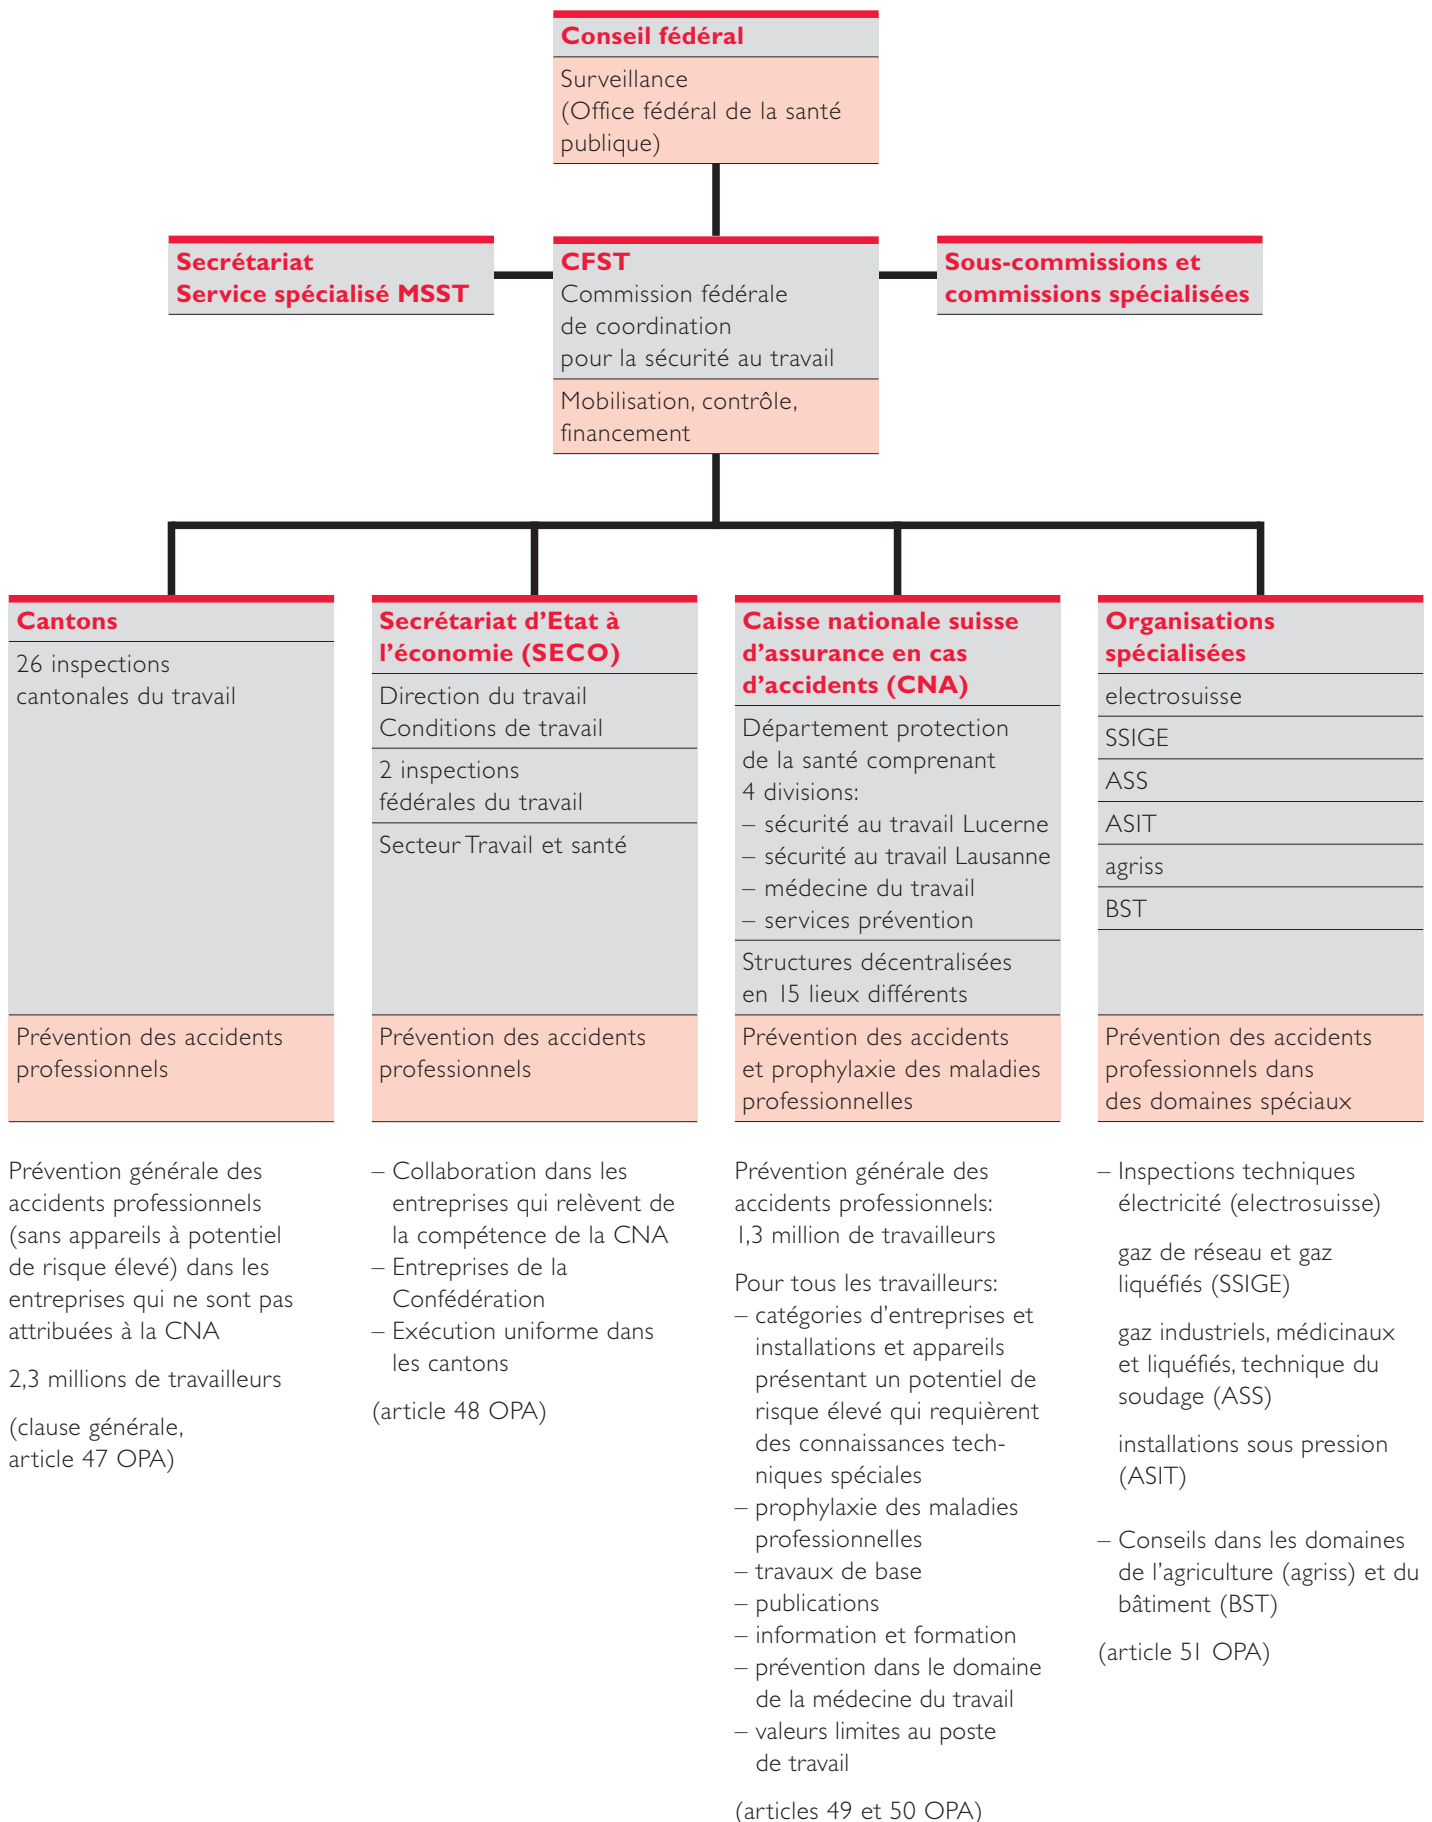 Conseil fédéral
Surveillance
(Office fédéral de la santé
publique)
Secrétariat
Service spécialisé MSST
CFST
Commission fédérale
de coordination
pour la sécurité au travail
Mobilisation, contrôle,
financement
Sous-commissions et
commissions spécialisées
Cantons
26 inspections
cantonales du travail
Prévention des accidents
professionnels
Prévention générale des
accidents professionnels
(sans appareils à potentiel
de risque élevé) dans les
entreprises qui ne sont pas
attribuées à la CNA
2,3 millions de travailleurs
(clause générale,
article 47 OPA)
Secrétariat d'Etat à
l'économie (SECO)
Direction du travail
Conditions de travail
2 inspections
fédérales du travail
Secteur Travail et santé
Prévention des accidents
professionnels
– Collaboration dans les
entreprises qui relèvent de
la compétence de la CNA
– Entreprises de la
Confédération
– Exécution uniforme dans
les cantons
(article 48 OPA)
Caisse nationale suisse
d'assurance en cas
d'accidents (CNA)
Département protection
de la santé comprenant
4 divisions:
– sécurité au travail Lucerne
– sécurité au travail Lausanne
– médecine du travail
– services prévention
Structures décentralisées
en 15 lieux différents
Prévention des accidents
et prophylaxie des maladies
professionnelles
Prévention générale des
accidents professionnels:
1,3 million de travailleurs
Pour tous les travailleurs:
– catégories d'entreprises et
installations et appareils
présentant un potentiel de
risque élevé qui requièrent
des connaissances tech-
niques spéciales
– prophylaxie des maladies
professionnelles
– travaux de base
– publications
– information et formation
– prévention dans le domaine
de la médecine du travail
– valeurs limites au poste
de travail
(articles 49 et 50 OPA)
Organisations
spécialisées
electrosuisse
SSIGE
ASS
ASIT
agriss
BST
Prévention des accidents
professionnels dans
des domaines spéciaux
– Inspections techniques
électricité (electrosuisse)
gaz de réseau et gaz
liquéfiés (SSIGE)
gaz industriels, médicinaux
et liquéfiés, technique du
soudage (ASS)
installations sous pression
(ASIT)
– Conseils dans les domaines
de l'agriculture (agriss) et du
bâtiment (BST)
(article 51 OPA)